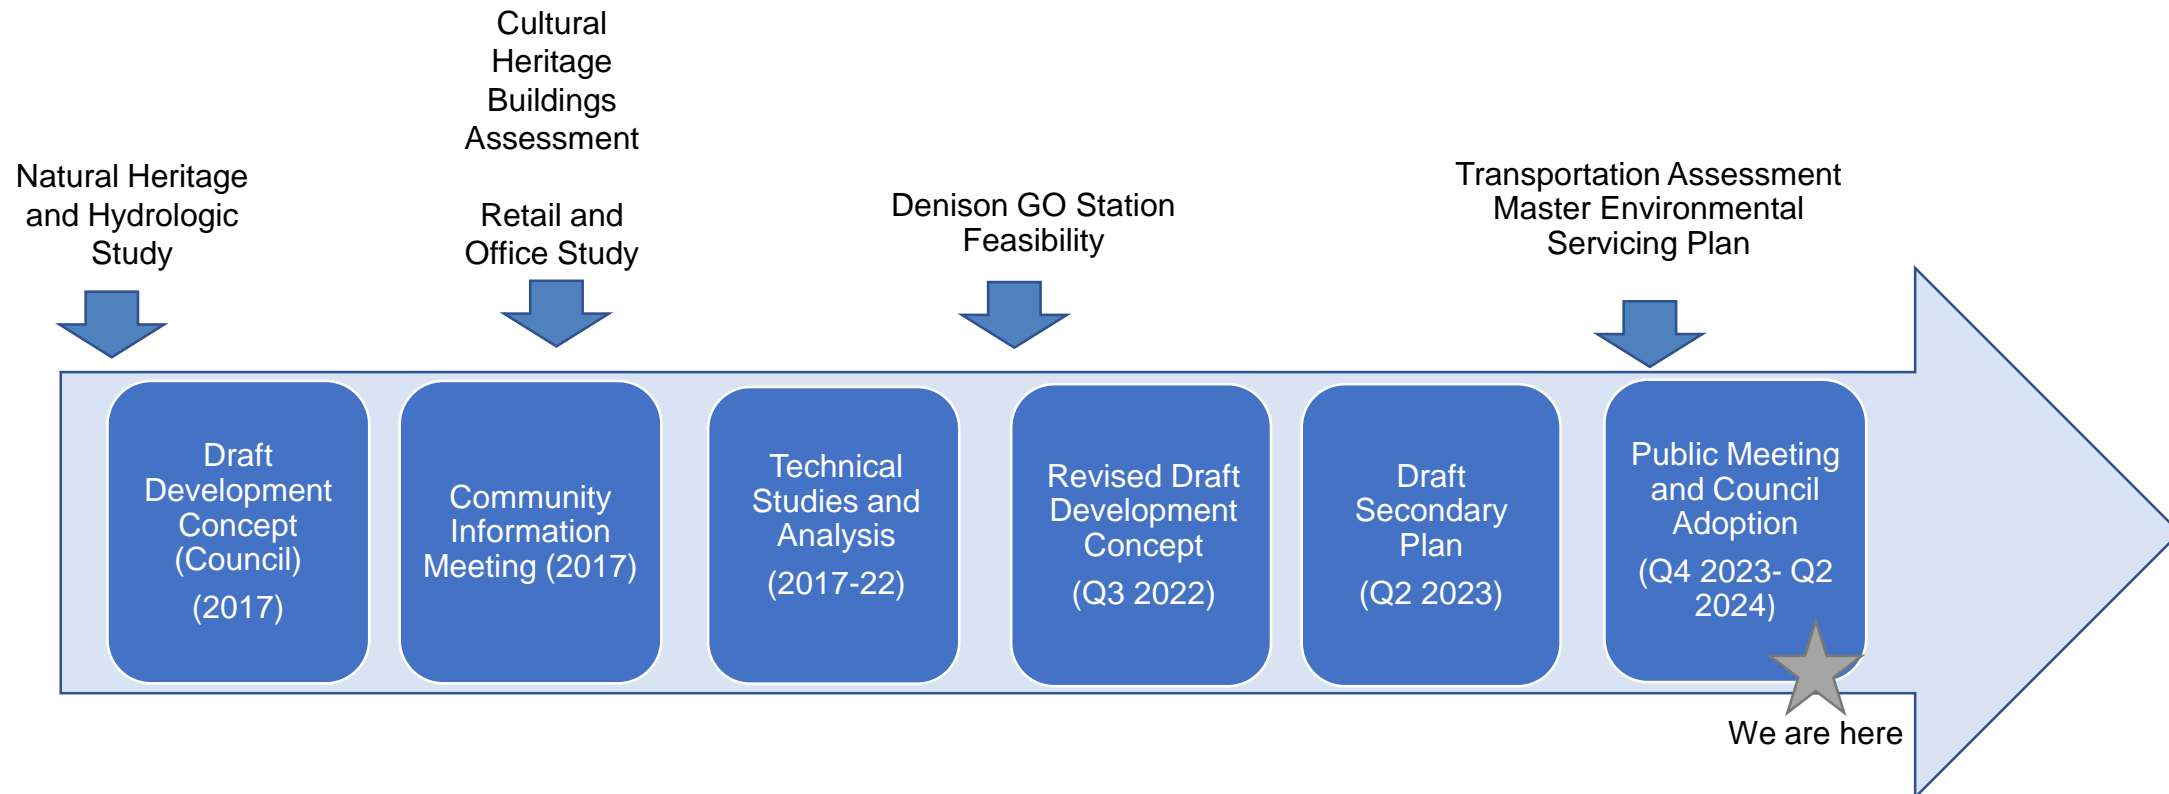 Natural Heritage
and Hydrologic
Study
Cultural
Heritage
Buildings
Assessment
Retail and
Office Study
Denison GO Station
Feasibility
Transportation Assessment
Master Environmental
Servicing Plan
Draft
Development
Concept
(Council)
(2017)
Community
Information
Meeting (2017)
Technical
Studies and
Analysis
(2017-22)
Revised Draft
Development
Concept
(Q3 2022)
Draft
Secondary
Plan
(Q2 2023)
Public Meeting
and Council
Adoption
(Q4 2023- Q2
2024)
We are here